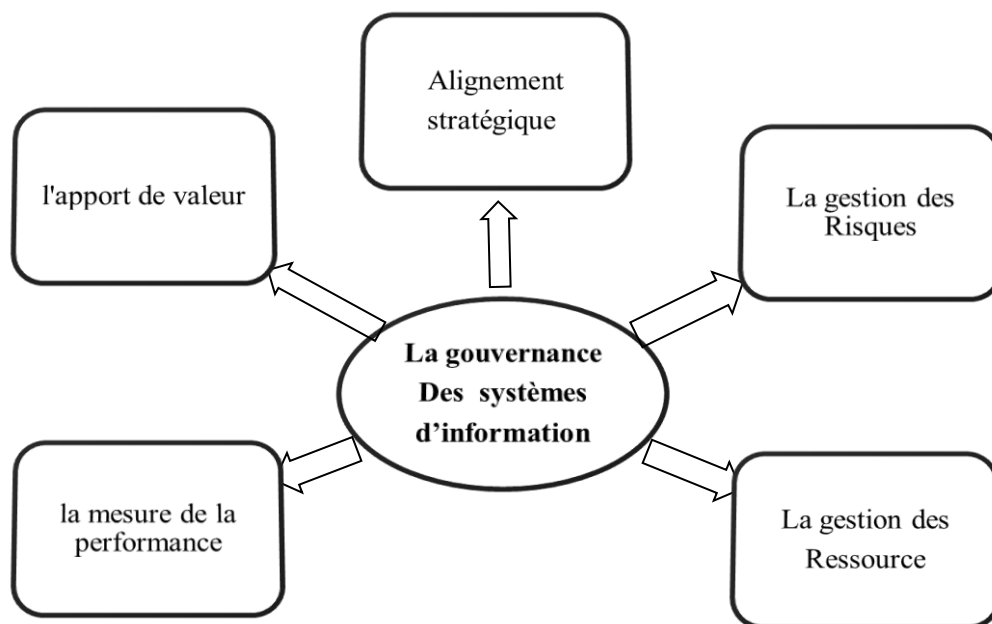 Alignement
stratégique
l'apport de valeur
La gestion des
Risques
La gouvernance
Des systèmes
d’information
la mesure de la
performance
La gestion des
Ressource